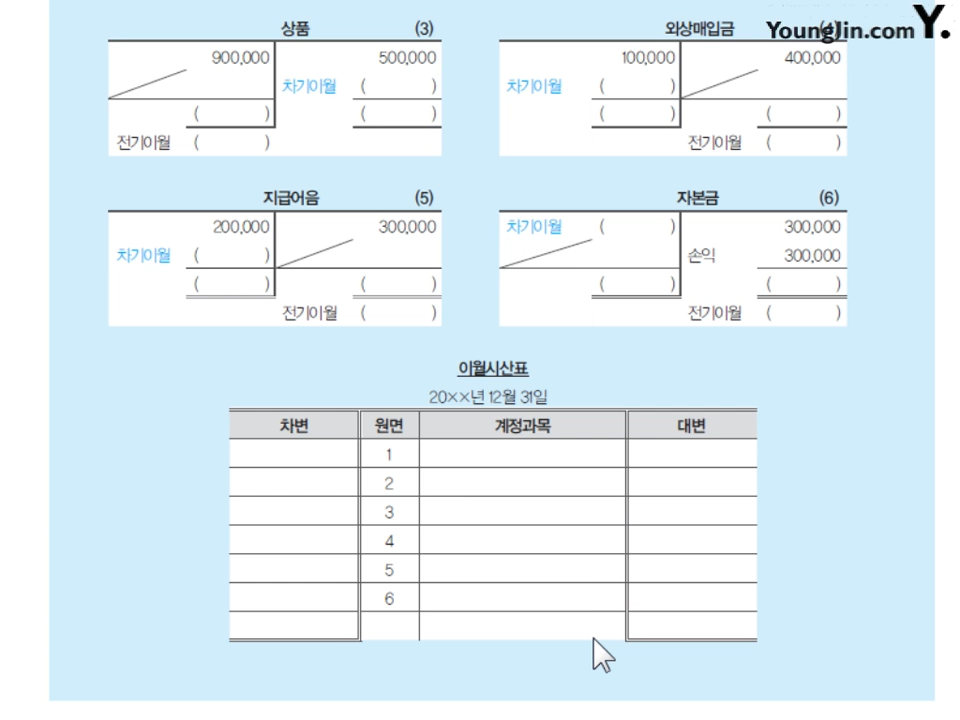 YoungJin.com Y.
상품 (3) 외상매입금
900,000 500,000 100,000 400,000
차기이월 ( ) 차기이월 ( )
( ) ( ) ( ) ( )
전기이월 ( ) 전기이월 ( )
지급어음 (5) 자본금 (6)
200,000 300,000 차기이월 ( ) 300,000
차기이월 ( ) 손익 300,000
( ) ( ) ( ) ( )
전기이월 ( ) 전기이월 ( )
이월시산표
20××년 12월 31일
차변 원면 계정과목 대변
1
2
3
4
5
6